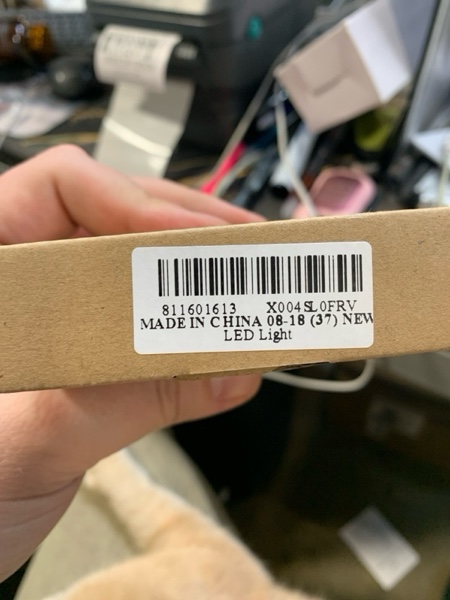 811601613 X004SL0FRV
MADE IN CHINA 08-18 (37) NEW
LED Light